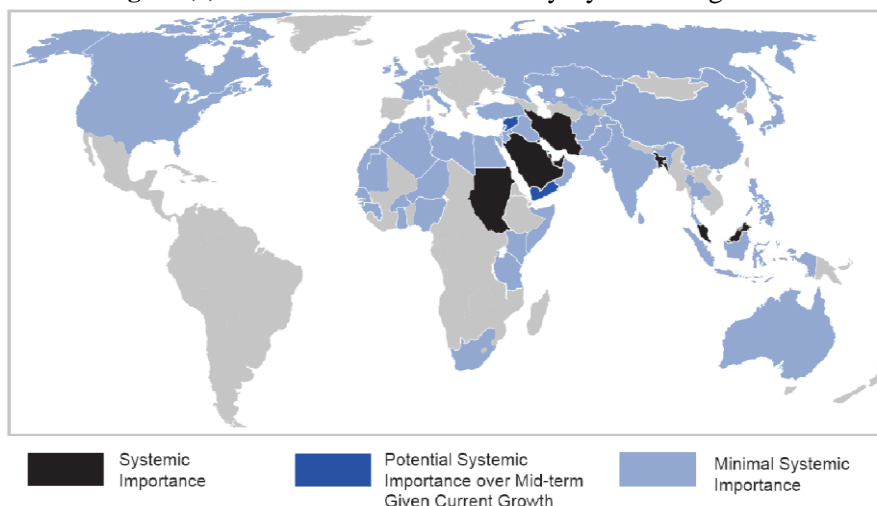 Systemic
Importance
Potential Systemic
Importance over Mid-term
Given Current Growth
Minimal Systemic
Importance